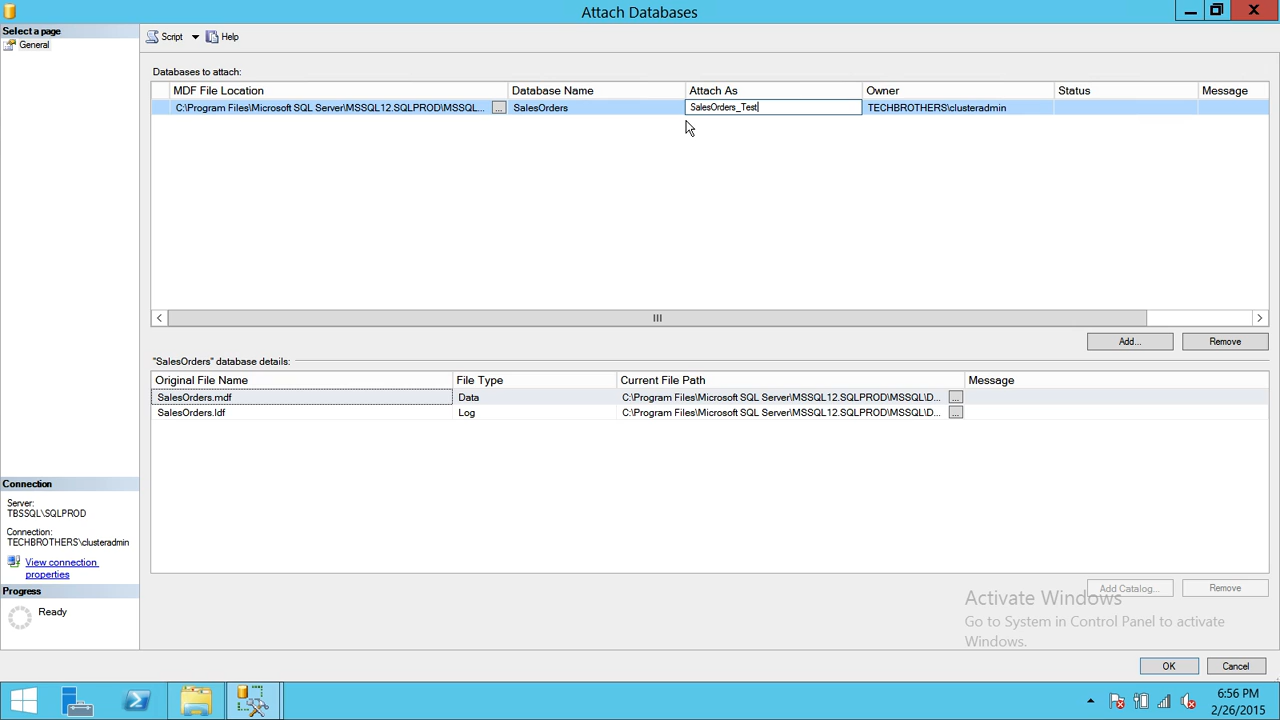 Attach Databases
Select a page
General
Script Help
Databases to attach:
MDF File Location Database Name Attach As Owner Status Message
C:\Program Files\Microsoft SQL Server\MSSQL12.SQLPROD\MSSQL... ... SalesOrders SalesOrders_Test TECHBROTHERS\clusteradmin
Add... Remove
"SalesOrders" database details:
Original File Name File Type Current File Path Message
SalesOrders.mdf Data C:\Program Files\Microsoft SQL Server\MSSQL12.SQLPROD\MSSQL\D... ...
SalesOrders.ldf Log C:\Program Files\Microsoft SQL Server\MSSQL12.SQLPROD\MSSQL\D... ...
Connection
Server:
TBSSQL\SQLPROD
Connection:
TECHBROTHERS\clusteradmin
View connection
properties
Progress
Ready
Add Catalog... Remove
Activate Windows
Go to System in Control Panel to activate
Windows.
OK Cancel
6:56 PM
2/26/2015